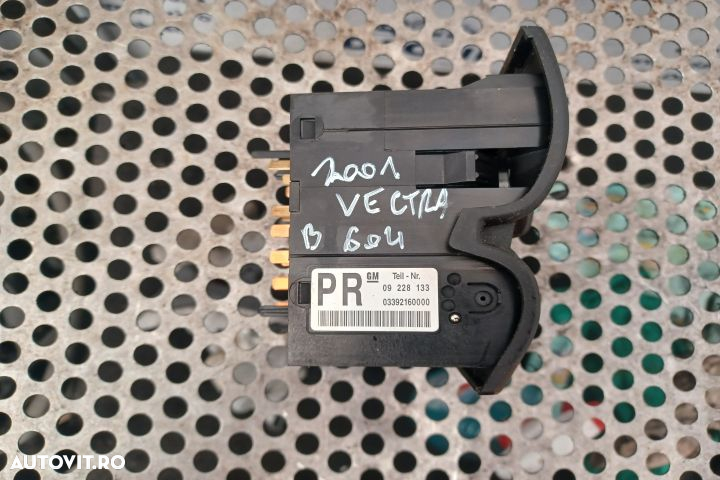 2001
VECTRA
B 604
PR GM Teil - Nr.
09 228 133
03392160000
AUTOVIT.RO